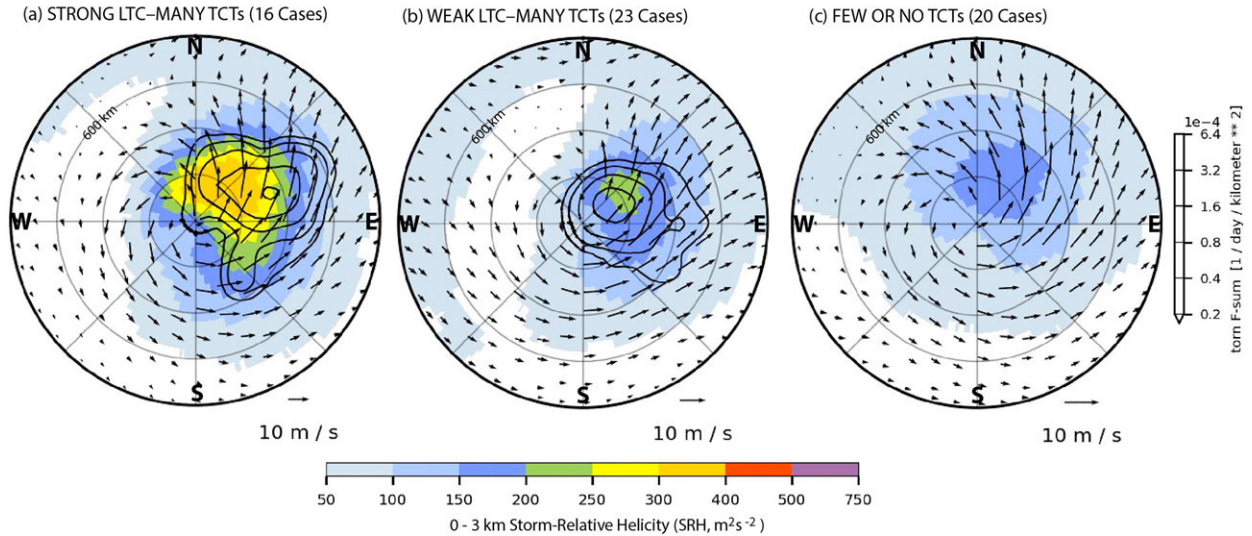 (a) STRONG LTC–MANY TCTs (16 Cases)
(b) WEAK LTC–MANY TCTs (23 Cases)
(c) FEW OR NO TCTs (20 Cases)
N
600 km
W
E
S
10 m / s
N
600 km
W
E
S
10 m / s
N
600 km
W
E
S
10 m / s
1e−4
6.4
3.2
1.6
0.8
0.4
0.2
torn F-sum [1 / day / kilometer ** 2]
50 100 150 200 250 300 400 500 750
0 - 3 km Storm-Relative Helicity (SRH, m²s⁻² )